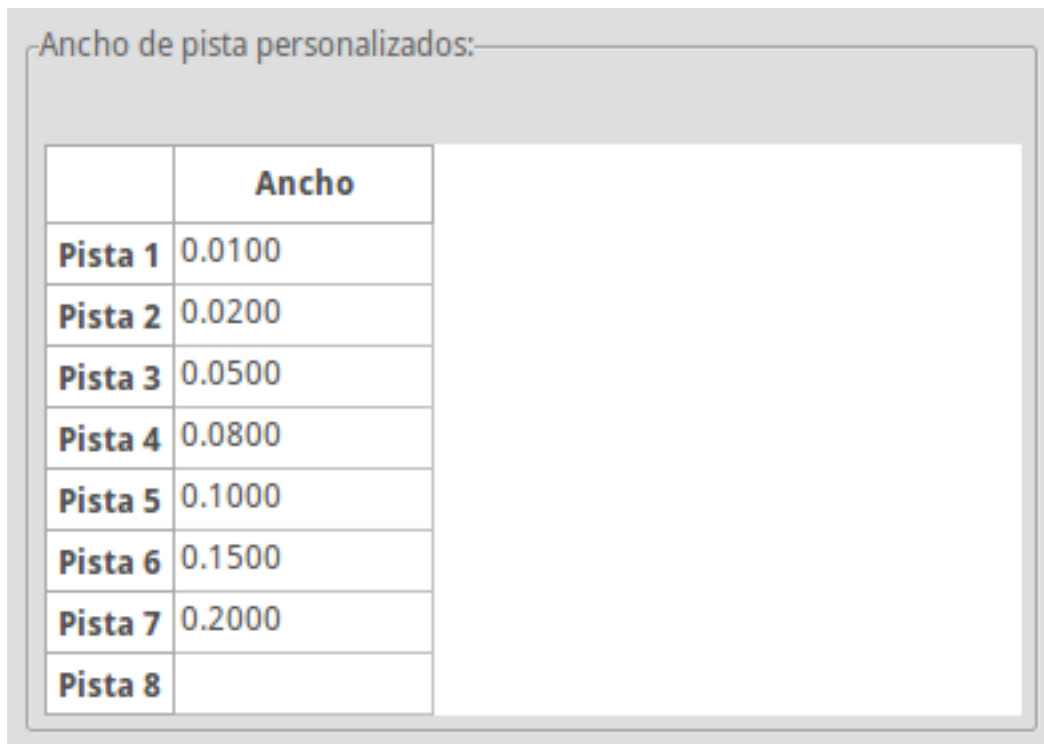 Ancho de pista personalizados:
Ancho
Pista 1 0.0100
Pista 2 0.0200
Pista 3 0.0500
Pista 4 0.0800
Pista 5 0.1000
Pista 6 0.1500
Pista 7 0.2000
Pista 8